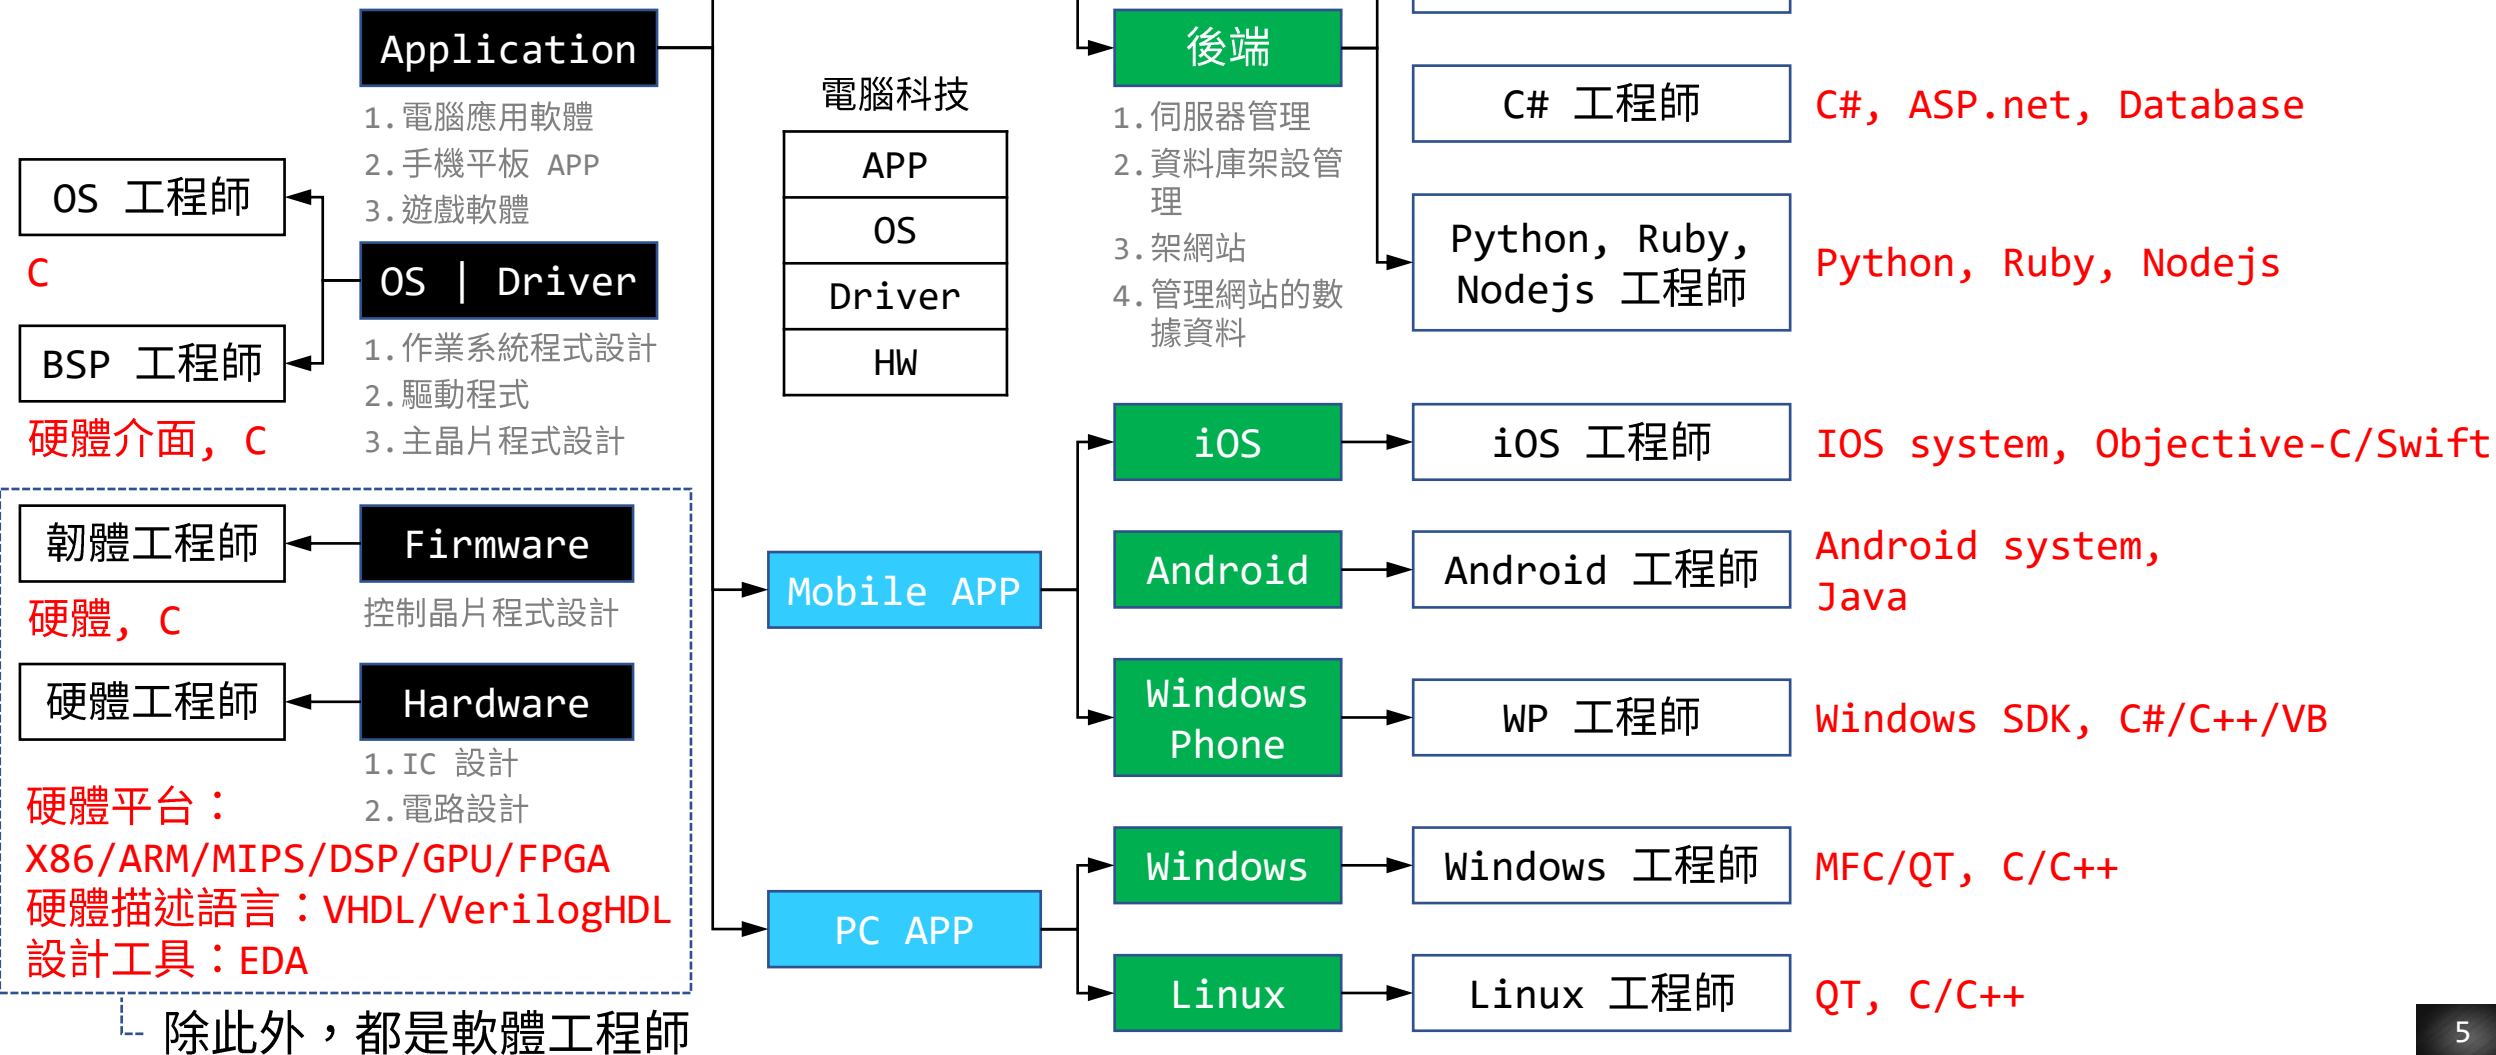 Application
1.電腦應用軟體
2.手機平板 APP
3.遊戲軟體
OS 工程師
C
OS | Driver
1.作業系統程式設計
2.驅動程式
3.主晶片程式設計
BSP 工程師
硬體介面, C
韌體工程師
硬體, C
Firmware
控制晶片程式設計
硬體工程師
Hardware
1.IC 設計
2.電路設計
硬體平台：
X86/ARM/MIPS/DSP/GPU/FPGA
硬體描述語言：VHDL/VerilogHDL
設計工具：EDA
除此外，都是軟體工程師
電腦科技
APP
OS
Driver
HW
Mobile APP
PC APP
後端
1.伺服器管理
2.資料庫架設管
理
3.架網站
4.管理網站的數
據資料
C# 工程師
C#, ASP.net, Database
Python, Ruby,
Nodejs 工程師
Python, Ruby, Nodejs
iOS
iOS 工程師
IOS system, Objective-C/Swift
Android
Android 工程師
Android system,
Java
Windows
Phone
WP 工程師
Windows SDK, C#/C++/VB
Windows
Windows 工程師
MFC/QT, C/C++
Linux
Linux 工程師
QT, C/C++
5